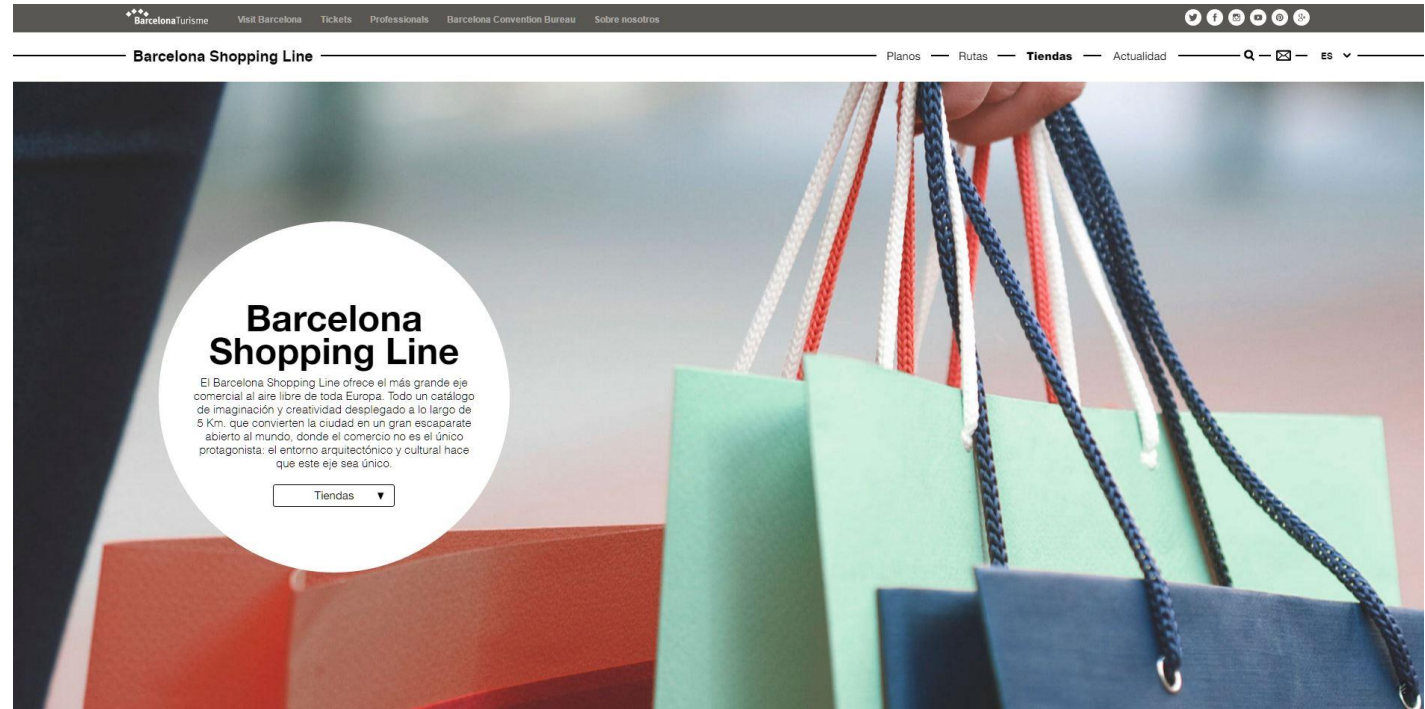 BarcelonaTurisme Visit Barcelona Tickets Professionals Barcelona Convention Bureau Sobre nosotros
Barcelona Shopping Line Planos Rutas Tiendas Actualidad ES
Barcelona
Shopping Line
El Barcelona Shopping Line ofrece el más grande eje
comercial al aire libre de toda Europa. Todo un catálogo
de imaginación y creatividad desplegado a lo largo de
5 Km. que convierten la ciudad en un gran escaparate
abierto al mundo, donde el comercio no es el único
protagonista: el entorno arquitectónico y cultural hace
que este eje sea único.
Tiendas